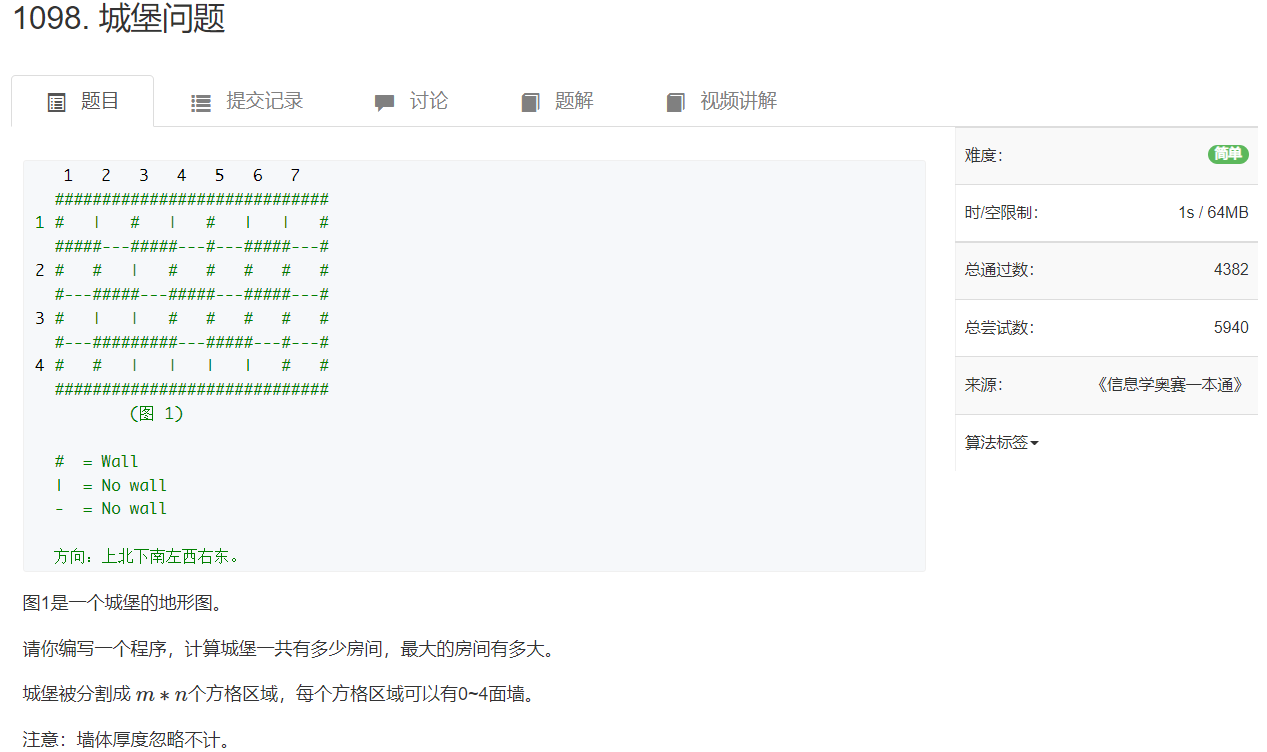 1098. 城堡问题
题目 提交记录 讨论 题解 视频讲解
     1   2   3   4   5   6   7
   #############################
 1 #   |   #   |   #   |   |   #
   #####---#####---#---#####---#
 2 #   #   |   #   #   #   #   #
   #---#####---#####---#####---#
 3 #   |   |   #   #   #   #   #
   #---#########---#####---#---#
 4 #   #   |   |   |   |   #   #
   #############################
           (图 1)
   #  = Wall
   |  = No wall
   -  = No wall
   方向：上北下南左西右东。
图1是一个城堡的地形图。
请你编写一个程序，计算城堡一共有多少房间，最大的房间有多大。
城堡被分割成 m∗n个方格区域，每个方格区域可以有0~4面墙。
注意：墙体厚度忽略不计。
难度： 简单
时/空限制： 1s / 64MB
总通过数： 4382
总尝试数： 5940
来源： 《信息学奥赛一本通》
算法标签